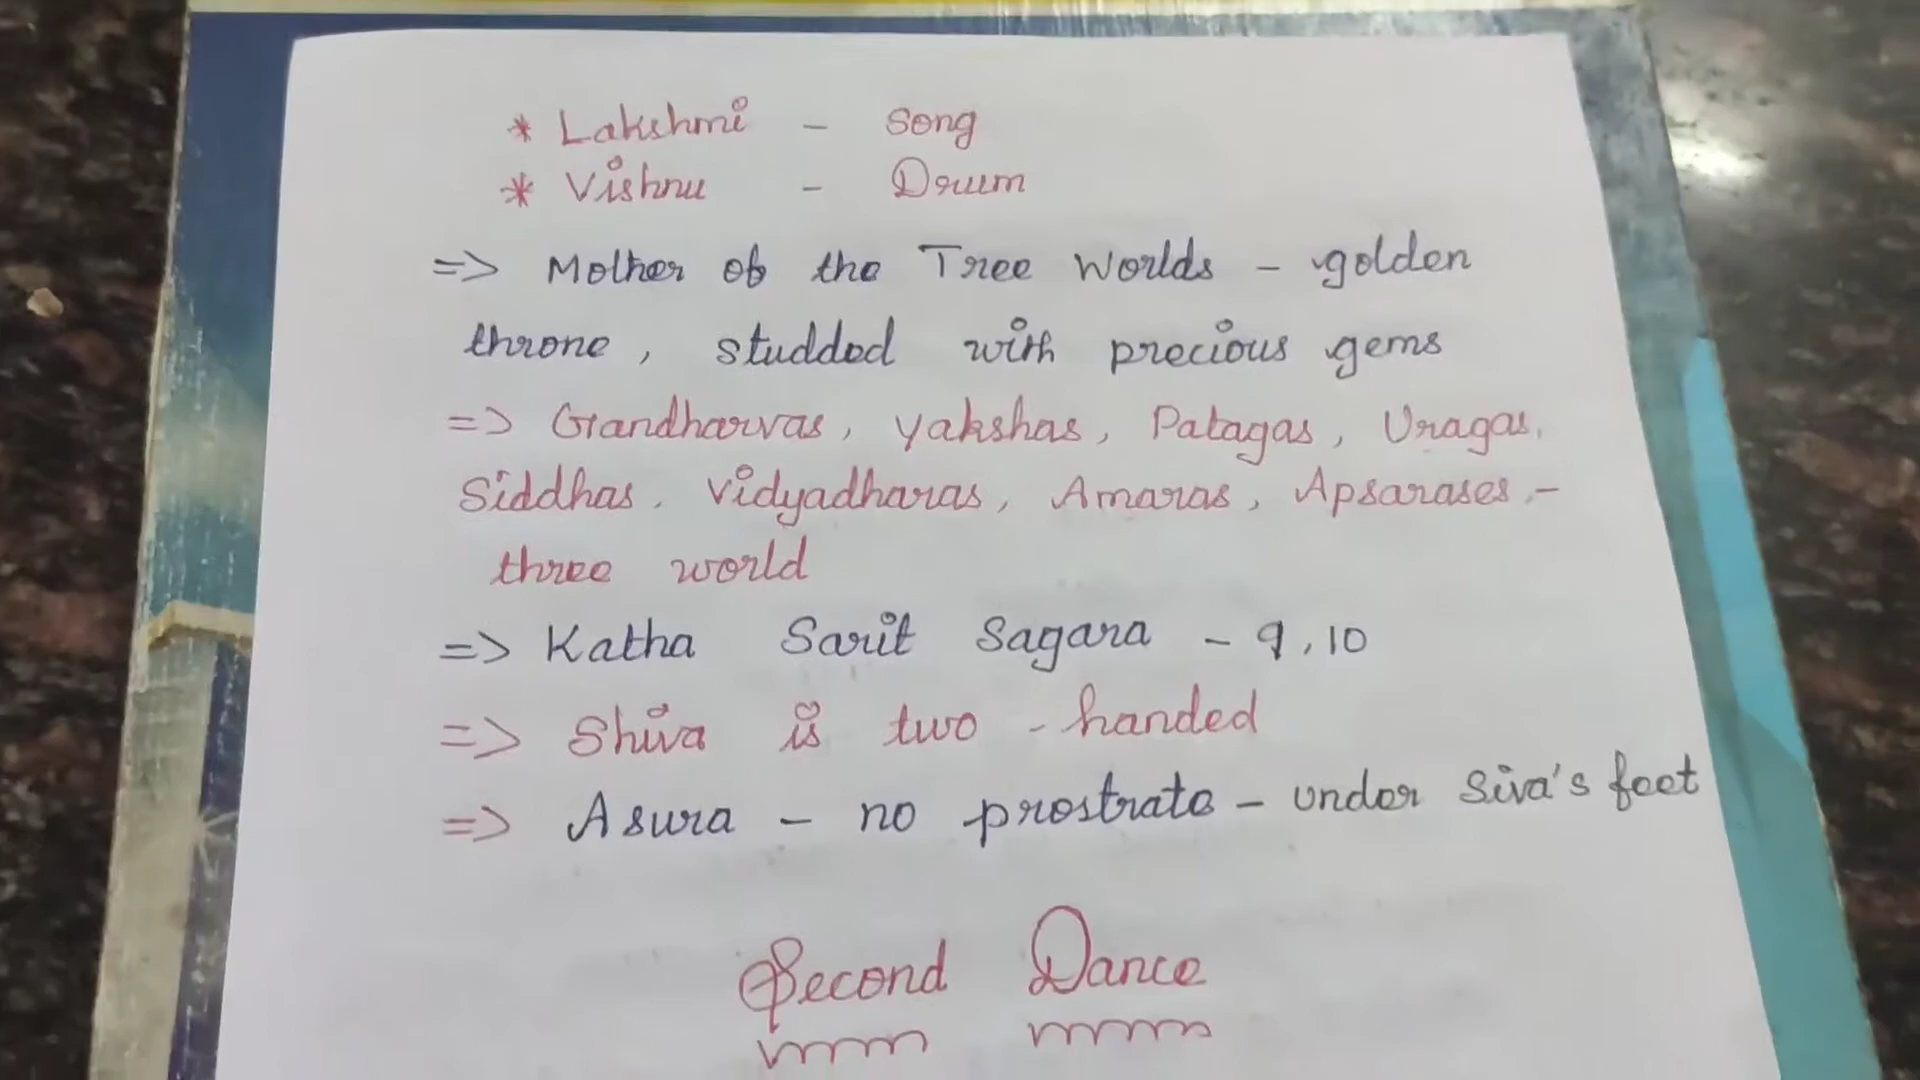 * Lakshmi - song
* Vishnu - Drum
=> Mother of the Tree Worlds - golden
throne, studded with precious gems
=> Gandharvas, Yakshas, Patagas, Uragas,
Siddhas, Vidyadharas, Amaras, Apsarases -
three world
=> Katha Sarit Sagara - 9, 10
=> Shiva is two - handed
=> Asura - no prostrate - under Siva's feet
Second Dance